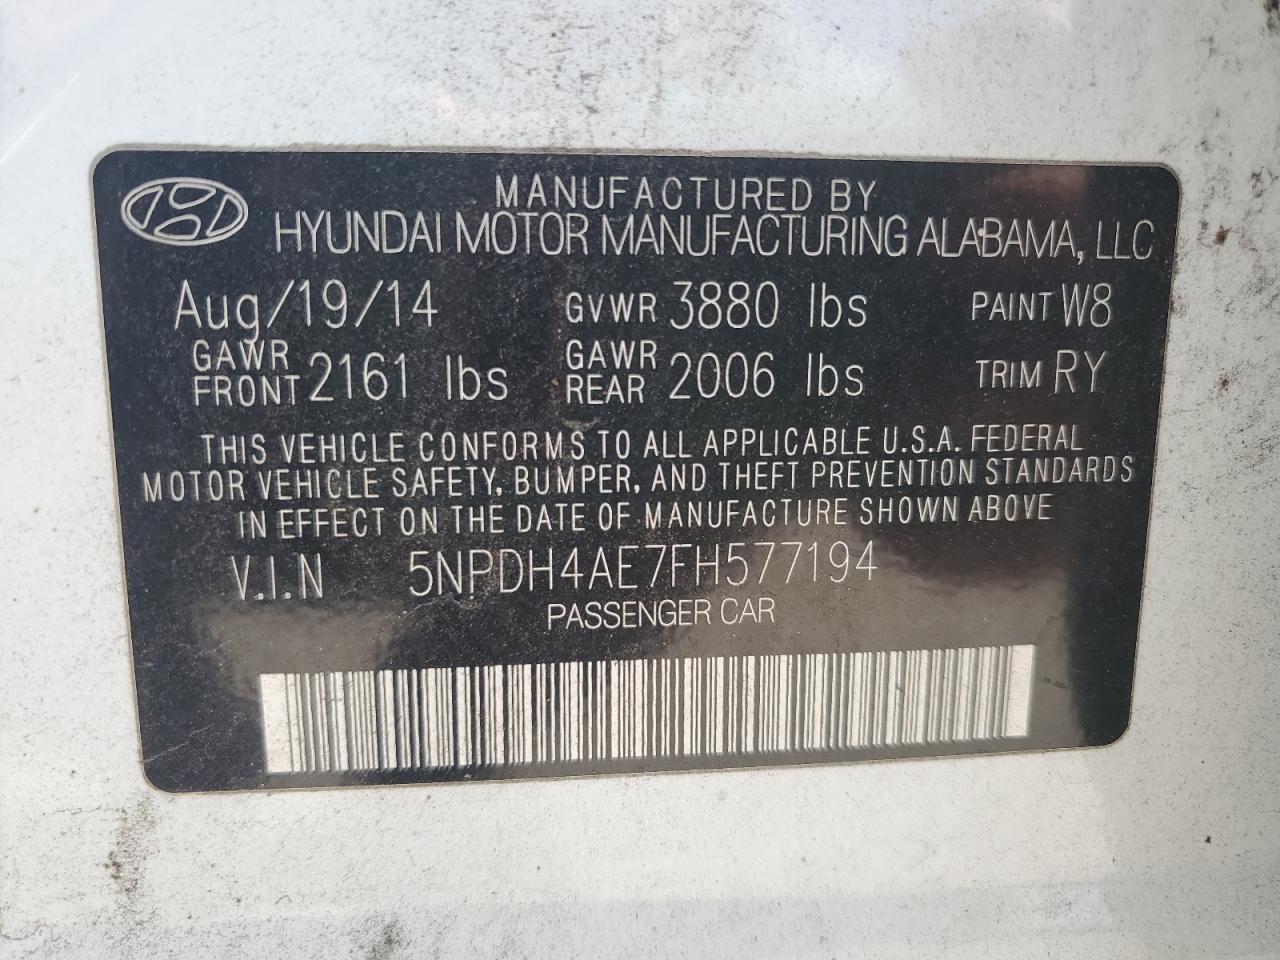 MANUFACTURED BY
HYUNDAI MOTOR MANUFACTURING ALABAMA, LLC
Aug/19/14 GVWR 3880 lbs PAINT W8
GAWR FRONT 2161 lbs GAWR REAR 2006 lbs TRIM RY
THIS VEHICLE CONFORMS TO ALL APPLICABLE U.S.A. FEDERAL
MOTOR VEHICLE SAFETY, BUMPER, AND THEFT PREVENTION STANDARDS
IN EFFECT ON THE DATE OF MANUFACTURE SHOWN ABOVE
V.I.N 5NPDH4AE7FH577194
PASSENGER CAR